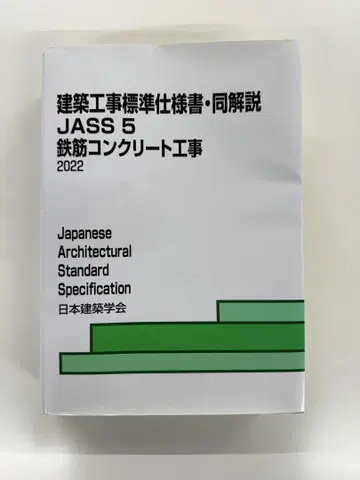 建築工事標準仕様書・同解説
JASS 5
鉄筋コンクリート工事
2022
Japanese
Architectural
Standard
Specification
日本建築学会